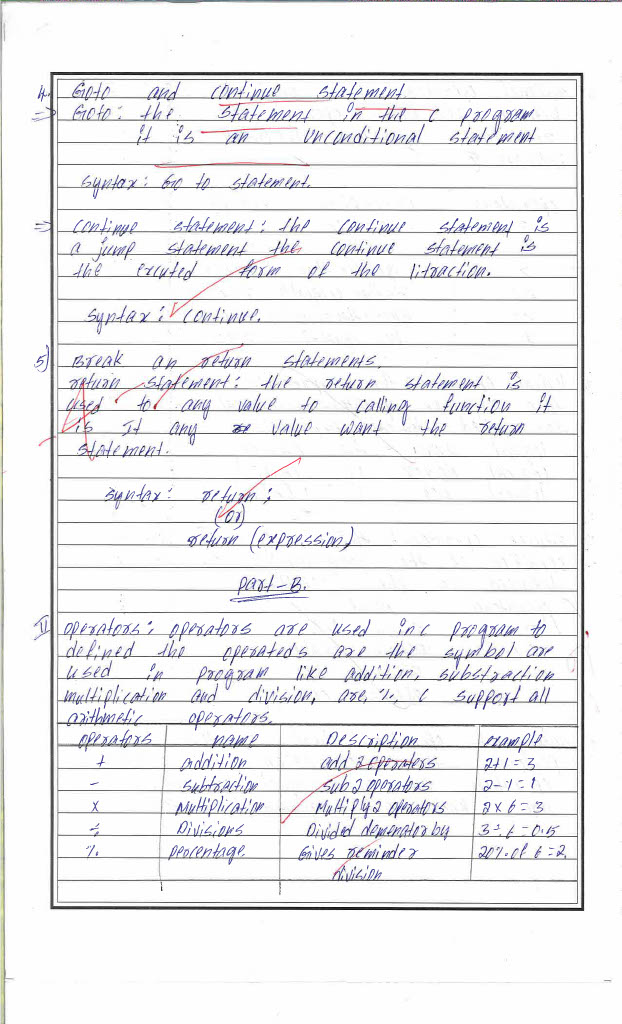 4. Goto and continue statement
=> Goto: the statement in the C program
it is an unconditional statement
syntax: Go to statement.
=> continue statement: the continue statement is
a jump statement the continue statement is
the excuted form of the litraction.
syntax: continue.
5) Break an return statements.
return statement: the return statement is
used to any value to calling function it
is It any value want the return
statement.
syntax: return ;
(or)
return (expression)
part-B.
II operators: operators are used in c program to
defined the operateds are the symbol are
used in program like addition, substraction
multiplication and division, are, %, C support all
arithmetic operators.
operators name Description example
+ addition add 2 operaters 2+1=3
- subtraction sub 2 operators 2-1=1
x Multiplication Multiply 2 operators 2x6=3
÷ Divisions Divided demenator by 3÷6=0.5
%. percentage. Gives reminder 20%.of 6=2.
division